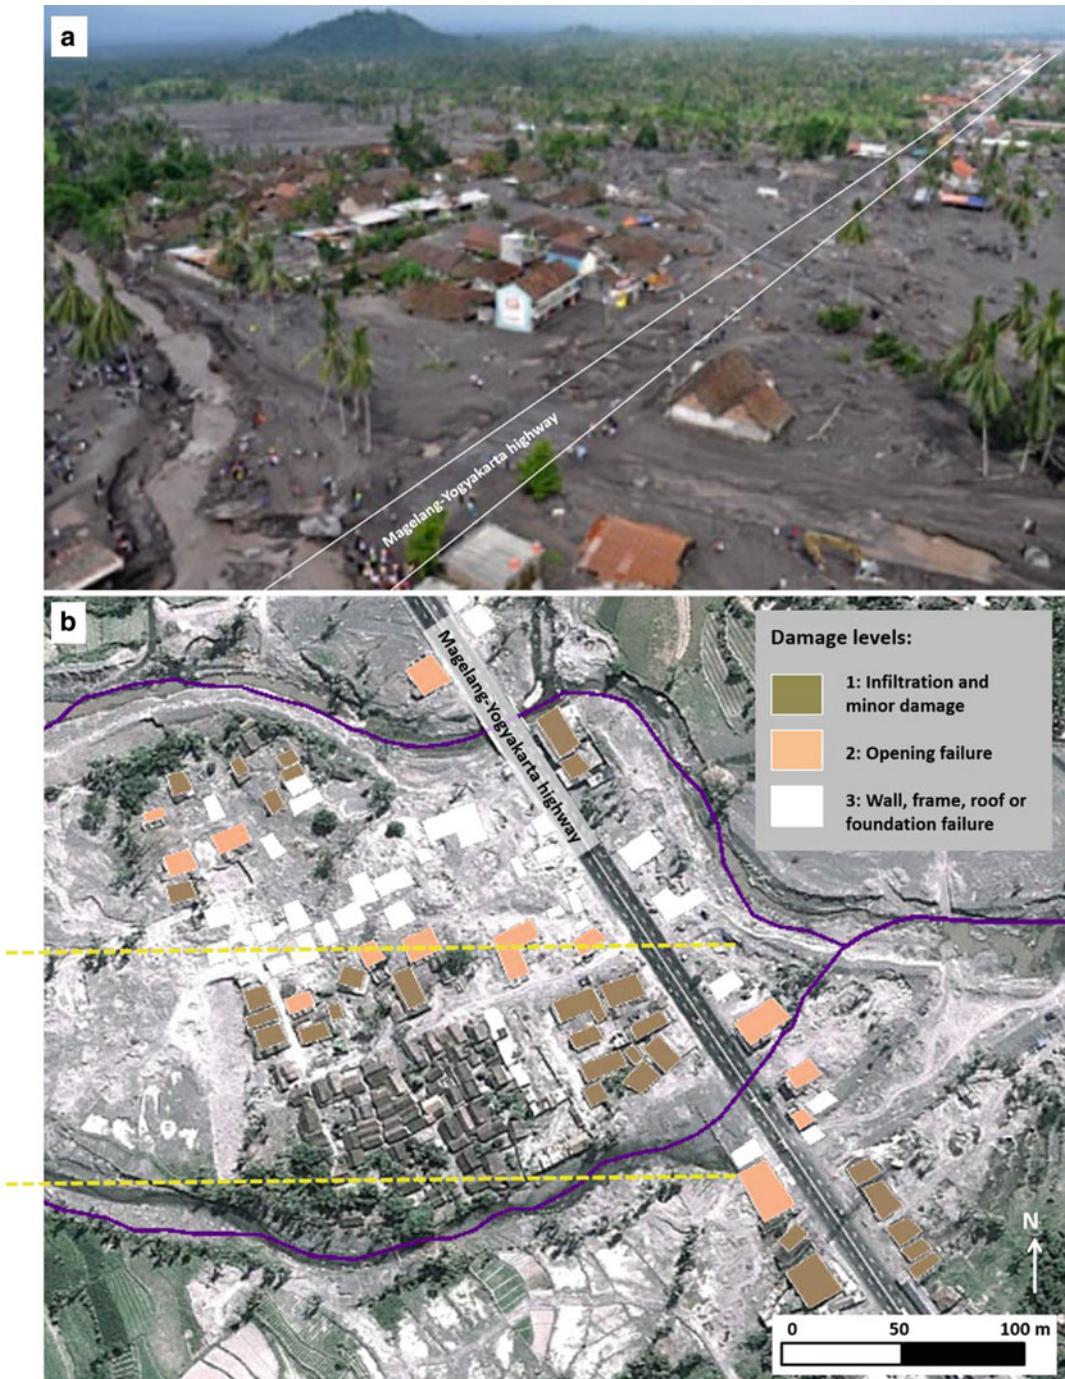 a
Magelang-Yogyakarta highway
b
Magelang-Yogyakarta highway
Damage levels:
1: Infiltration and
minor damage
2: Opening failure
3: Wall, frame, roof or
foundation failure
N
0 50 100 m